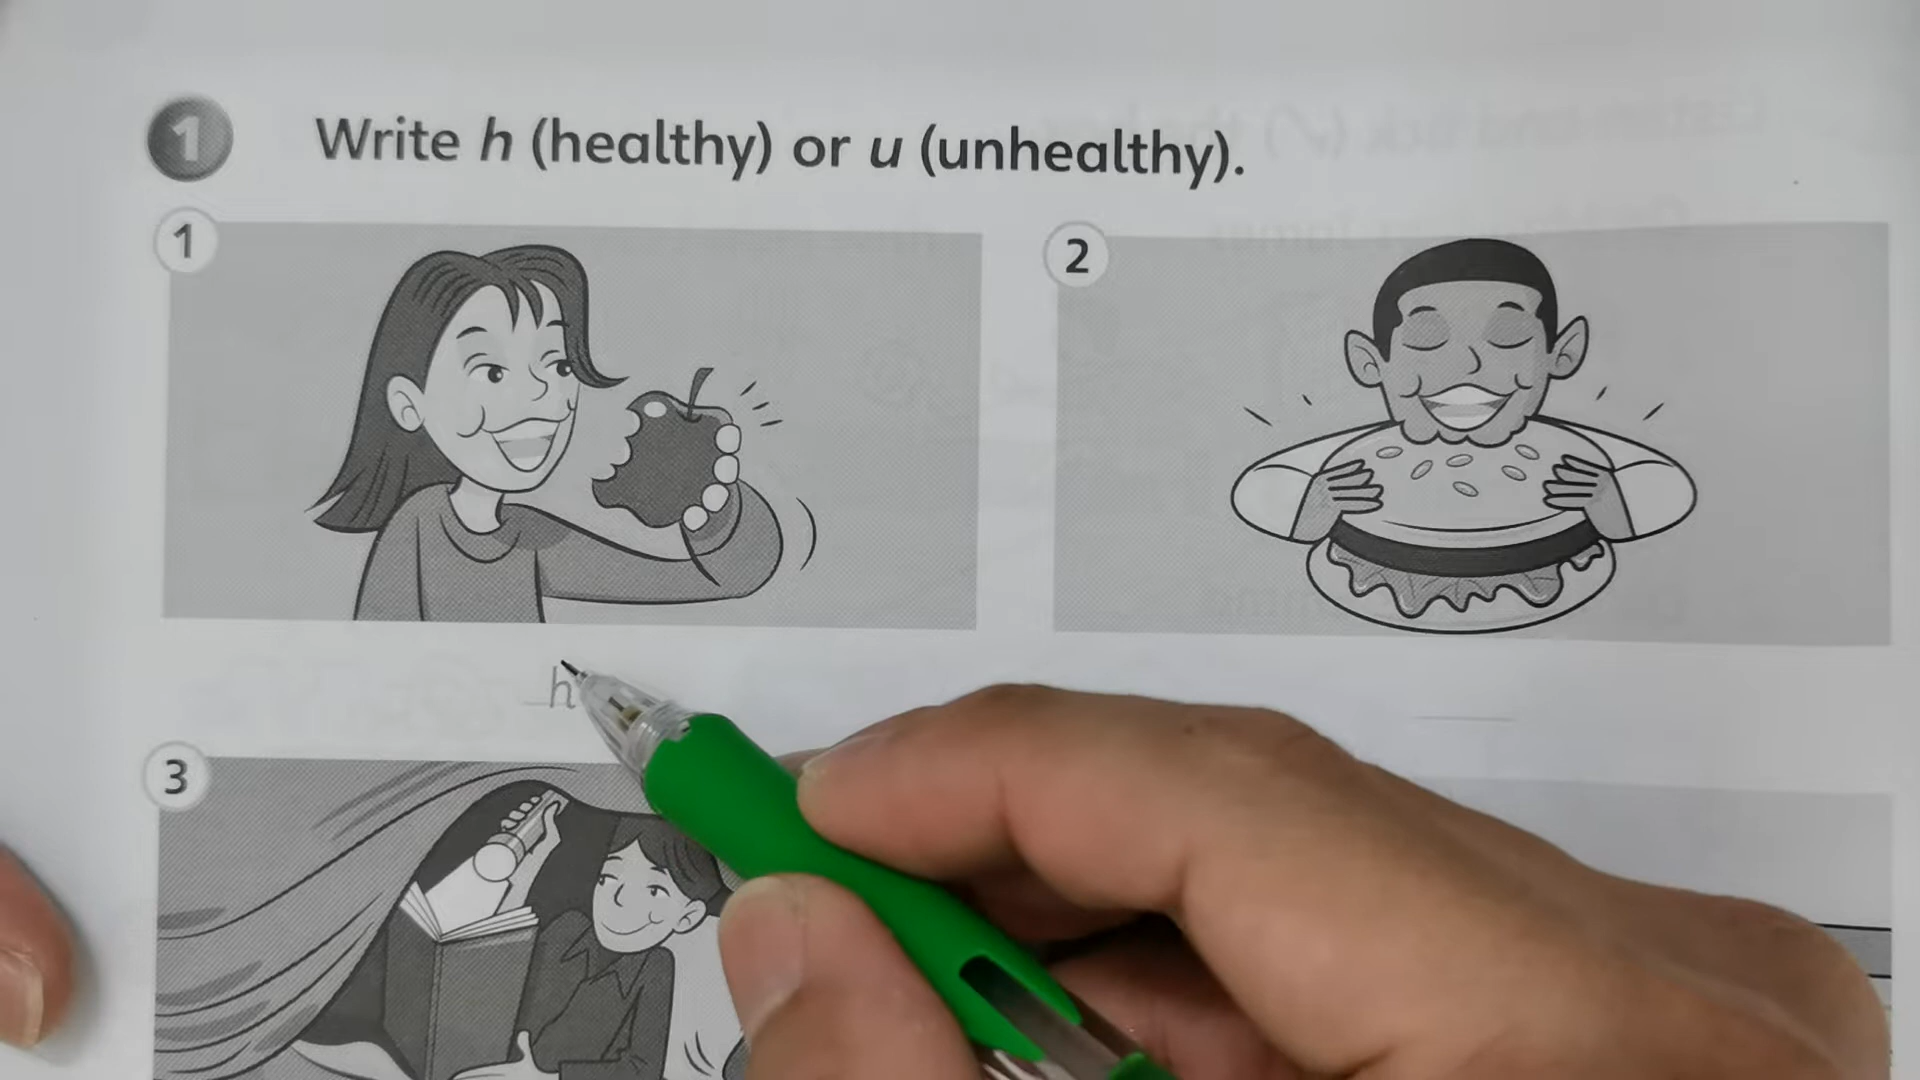 1 Write h (healthy) or u (unhealthy).
1
2
h
3